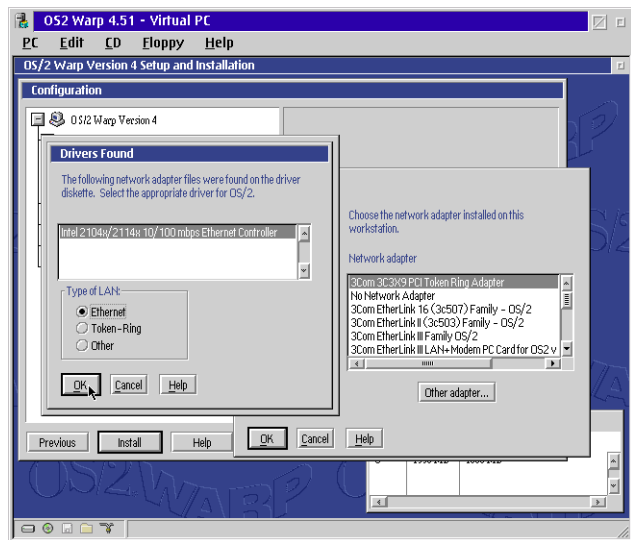 OS2 Warp 4.51 - Virtual PC
PC Edit CD Floppy Help
OS/2 Warp Version 4 Setup and Installation
Configuration
OS/2 Warp Version 4
Drivers Found
The following network adapter files were found on the driver
diskette. Select the appropriate driver for OS/2.
Intel 2104x/2114x 10/100 mbps Ethernet Controller
Type of LAN:
Ethernet
Token-Ring
Other
OK Cancel Help
Choose the network adapter installed on this
workstation.
Network adapter
3Com 3C3X9 PCI Token Ring Adapter
No Network Adapter
3Com EtherLink 16 (3c507) Family - OS/2
3Com EtherLink II (3c503) Family - OS/2
3Com EtherLink III Family OS/2
3Com EtherLink III LAN+Modem PC Card for OS2 v
Other adapter...
OK Cancel Help
Previous Install Help
OS/2 WARP